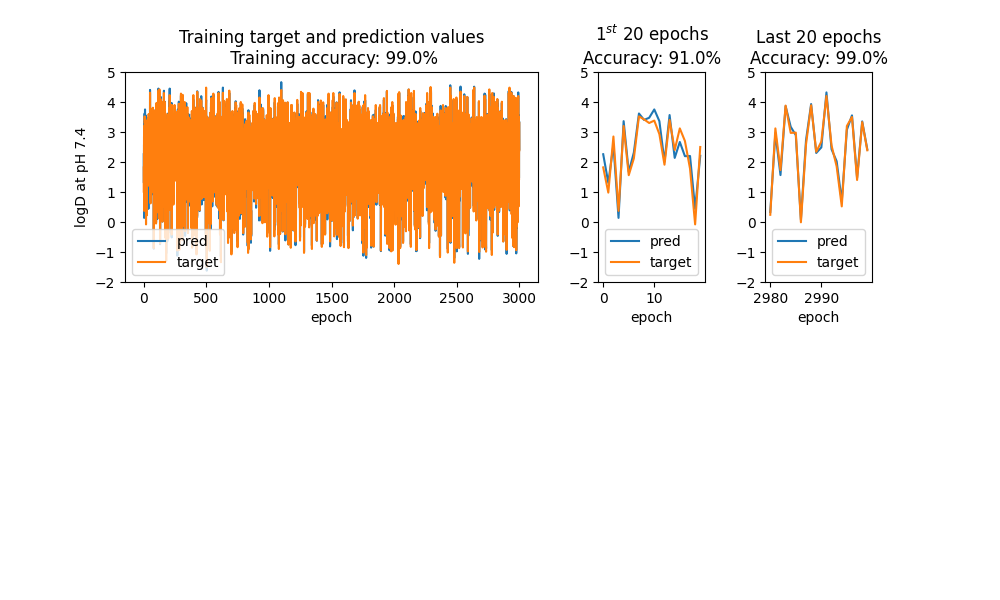 Training target and prediction values
Training accuracy: 99.0%
5
4
3
2
1
0
−1
−2
logD at pH 7.4
pred
target
0
500
1000
1500
2000
2500
3000
epoch
1st 20 epochs
Accuracy: 91.0%
5
4
3
2
1
0
−1
−2
pred
target
0
10
epoch
Last 20 epochs
Accuracy: 99.0%
5
4
3
2
1
0
−1
−2
pred
target
2980
2990
epoch